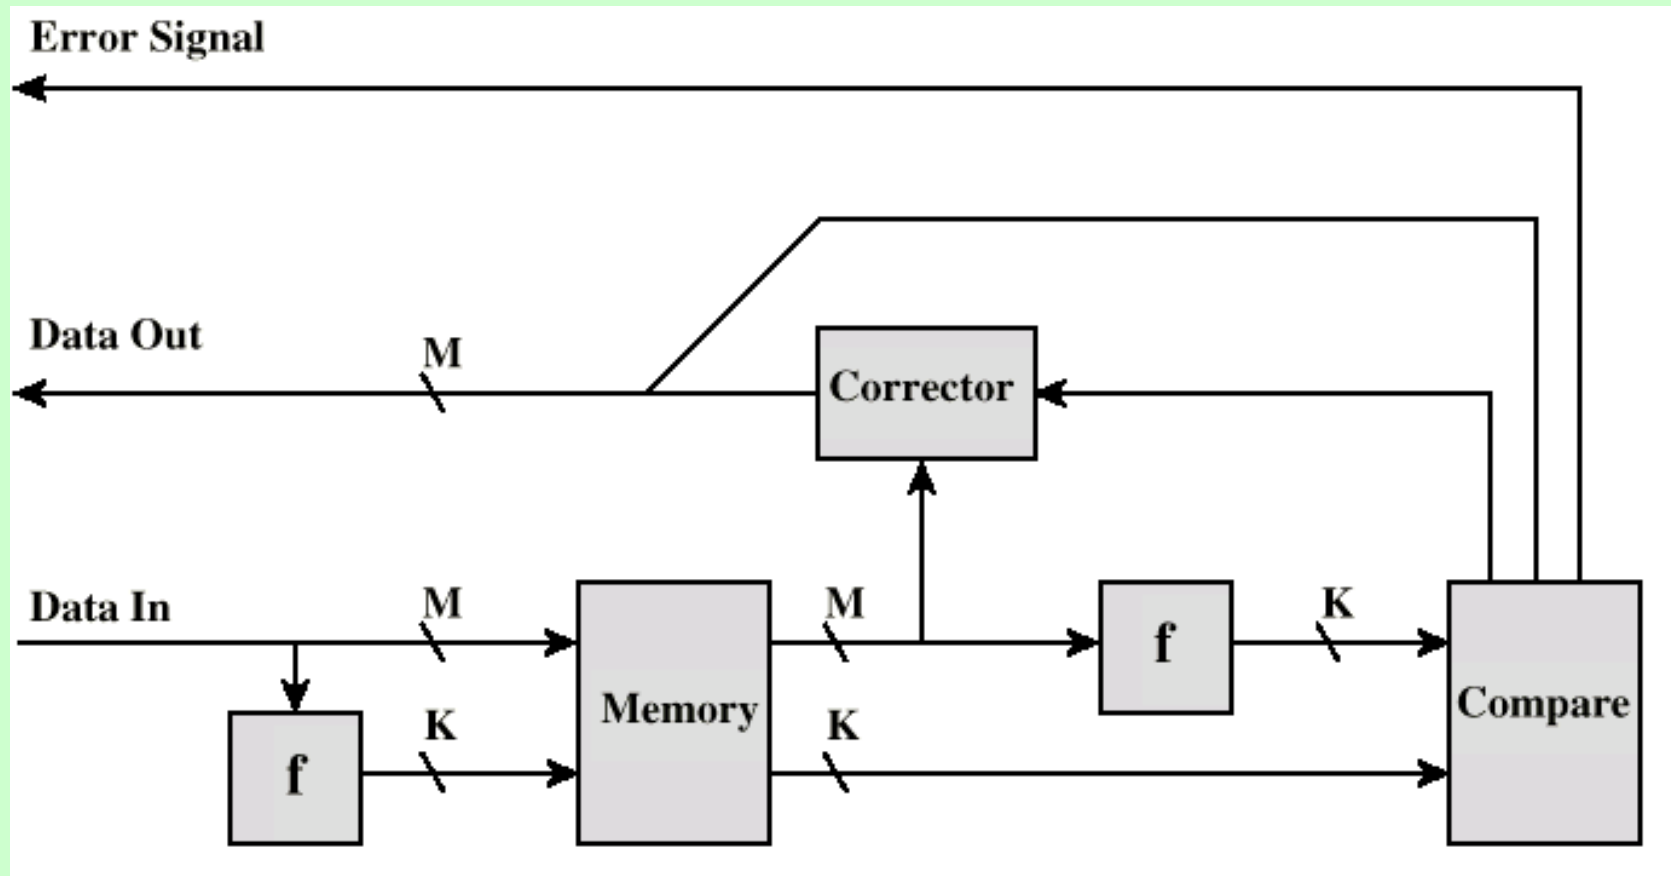 Error Signal
Data Out
M
Corrector
Data In
M
M
f
K
Memory
Compare
f
K
K